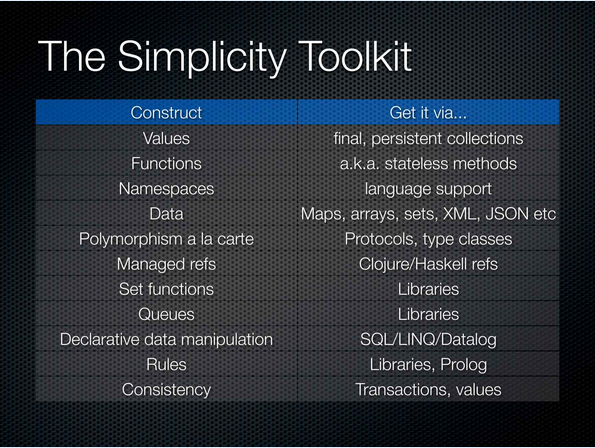 The Simplicity Toolkit
Construct Get it via...
Values final, persistent collections
Functions a.k.a. stateless methods
Namespaces language support
Data Maps, arrays, sets, XML, JSON etc
Polymorphism a la carte Protocols, type classes
Managed refs Clojure/Haskell refs
Set functions Libraries
Queues Libraries
Declarative data manipulation SQL/LINQ/Datalog
Rules Libraries, Prolog
Consistency Transactions, values